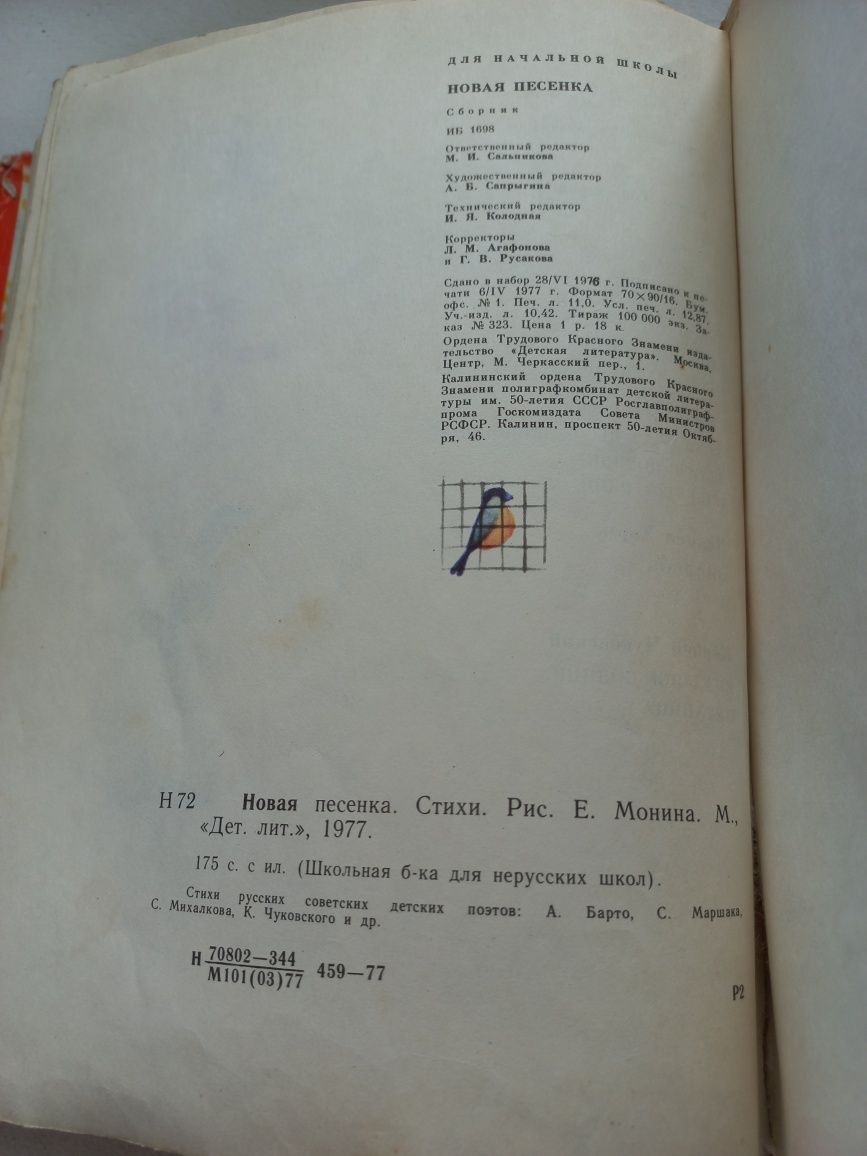 ДЛЯ НАЧАЛЬНОЙ ШКОЛЫ
НОВАЯ ПЕСЕНКА
Сборник
ИБ 1698
Ответственный редактор
М. И. Сальникова
Художественный редактор
А. Б. Сапрыгина
Технический редактор
И. Я. Колодная
Корректоры
Л. М. Агафонова
и Г. В. Русакова
Сдано в набор 28/VI 1976 г. Подписано к пе-
чати 6/IV 1977 г. Формат 70×90/16. Бум.
офс. № 1. Печ. л. 11,0. Усл. печ. л. 12,87.
Уч.-изд. л. 10,42. Тираж 100 000 экз. За-
каз № 323. Цена 1 р. 18 к.
Ордена Трудового Красного Знамени изда-
тельство «Детская литература». Москва,
Центр, М. Черкасский пер., 1.
Калининский ордена Трудового Красного
Знамени полиграфкомбинат детской литера-
туры им. 50-летия СССР Росглавполиграф-
прома Госкомиздата Совета Министров
РСФСР. Калинин, проспект 50-летия Октяб-
ря, 46.
Н72 Новая песенка. Стихи. Рис. Е. Монина. М.,
«Дет. лит.», 1977.
175 с. с ил. (Школьная б-ка для нерусских школ).
Стихи русских советских детских поэтов: А. Барто, С. Маршака,
С. Михалкова, К. Чуковского и др.
Н 70802—344
М101(03)77 459—77
Р2